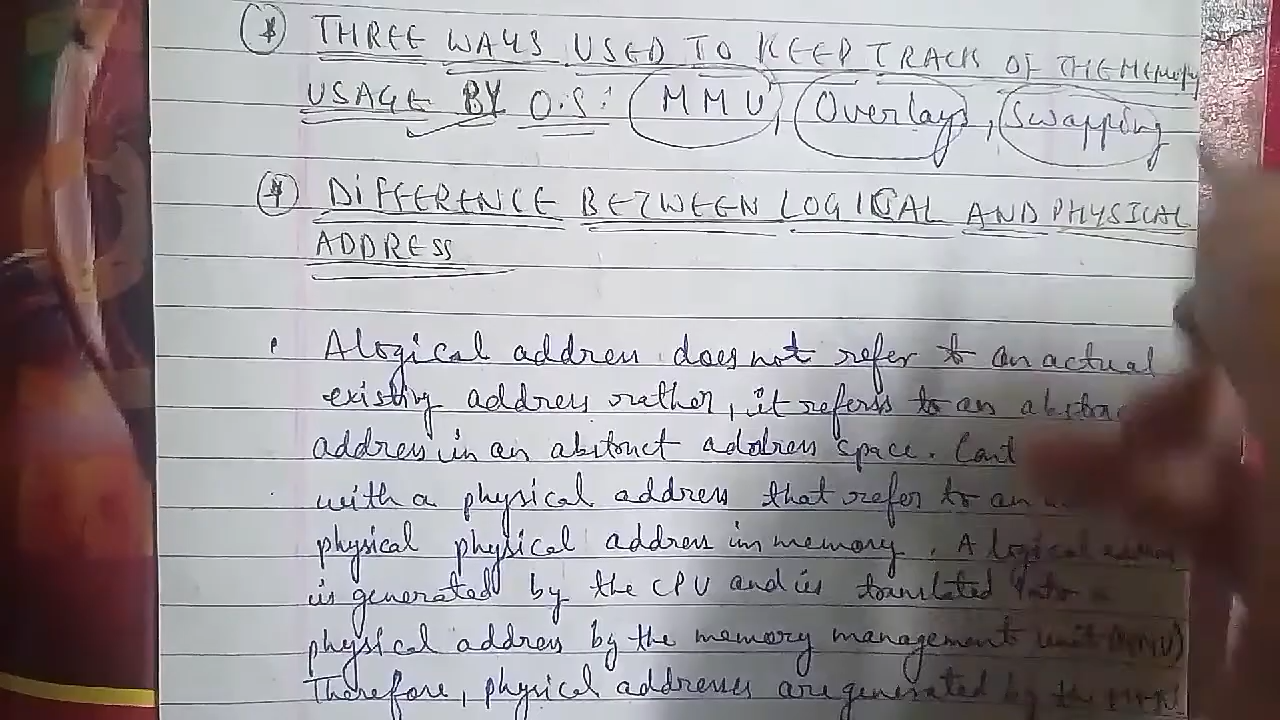 * THREE WAYS USED TO KEEP TRACK OF THE MEMORY
USAGE BY O.S: MMU, Overlays, Swapping
* DIFFERENCE BETWEEN LOGICAL AND PHYSICAL
ADDRESS
• A logical address does not refer to an actual
existing address rather, it referss to an abstrac
address in an abstract address space. Cont
with a physical address that refer to an
physical physical address in memory. A logical address
is generated by the CPU and is translated into a
physical address by the memory management unit (MMU)
Therefore, physical addresses are generated by the MMU